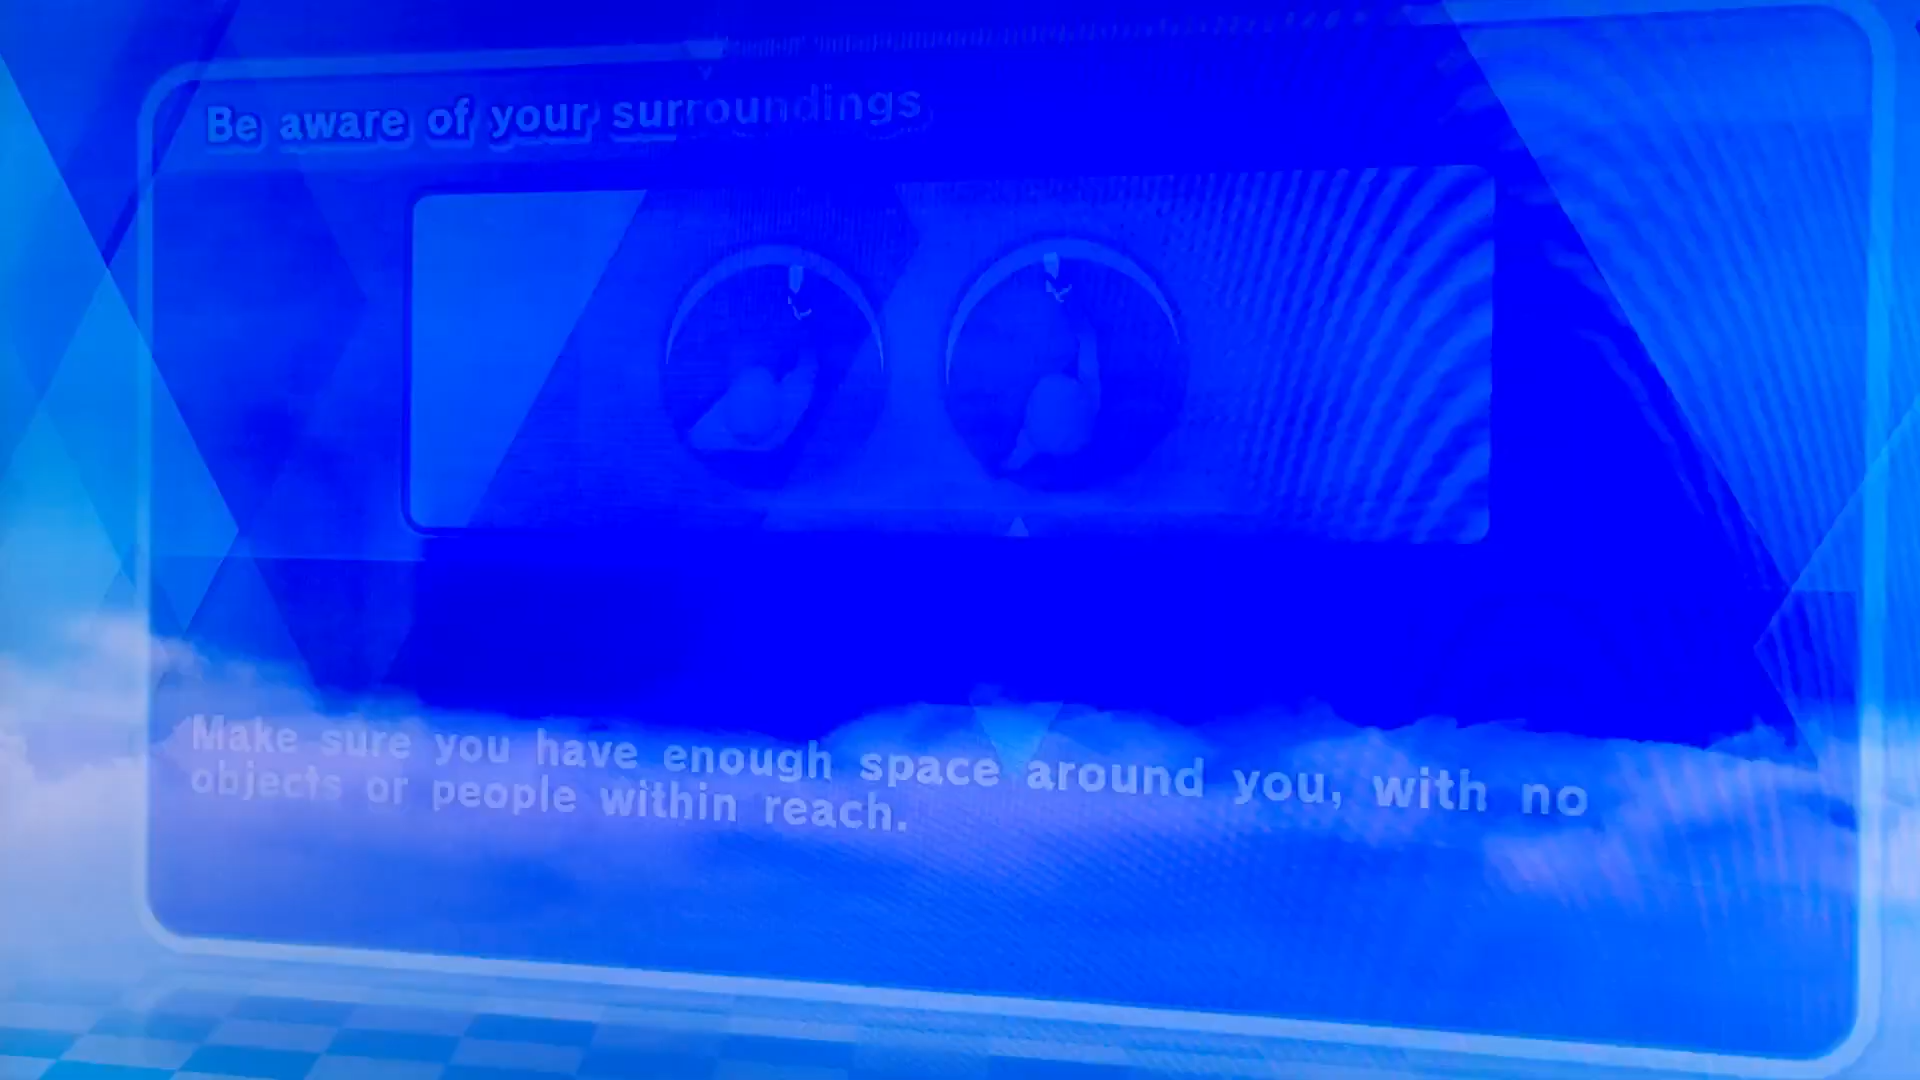 Be aware of your surroundings
Make sure you have enough space around you, with no
objects or people within reach.